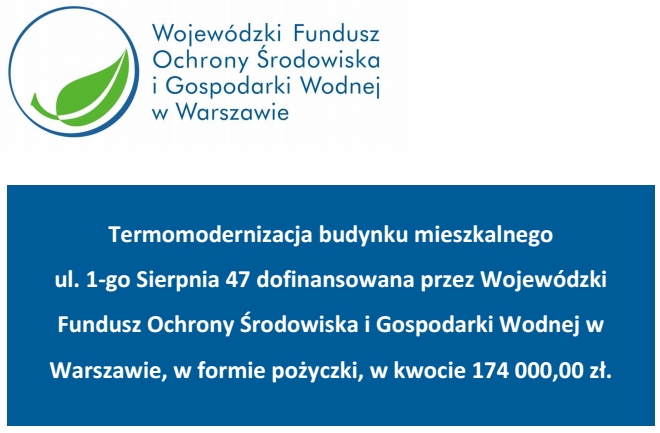 Wojewódzki Fundusz
Ochrony Środowiska
i Gospodarki Wodnej
w Warszawie
Termomodernizacja budynku mieszkalnego
ul. 1-go Sierpnia 47 dofinansowana przez Wojewódzki
Fundusz Ochrony Środowiska i Gospodarki Wodnej w
Warszawie, w formie pożyczki, w kwocie 174 000,00 zł.